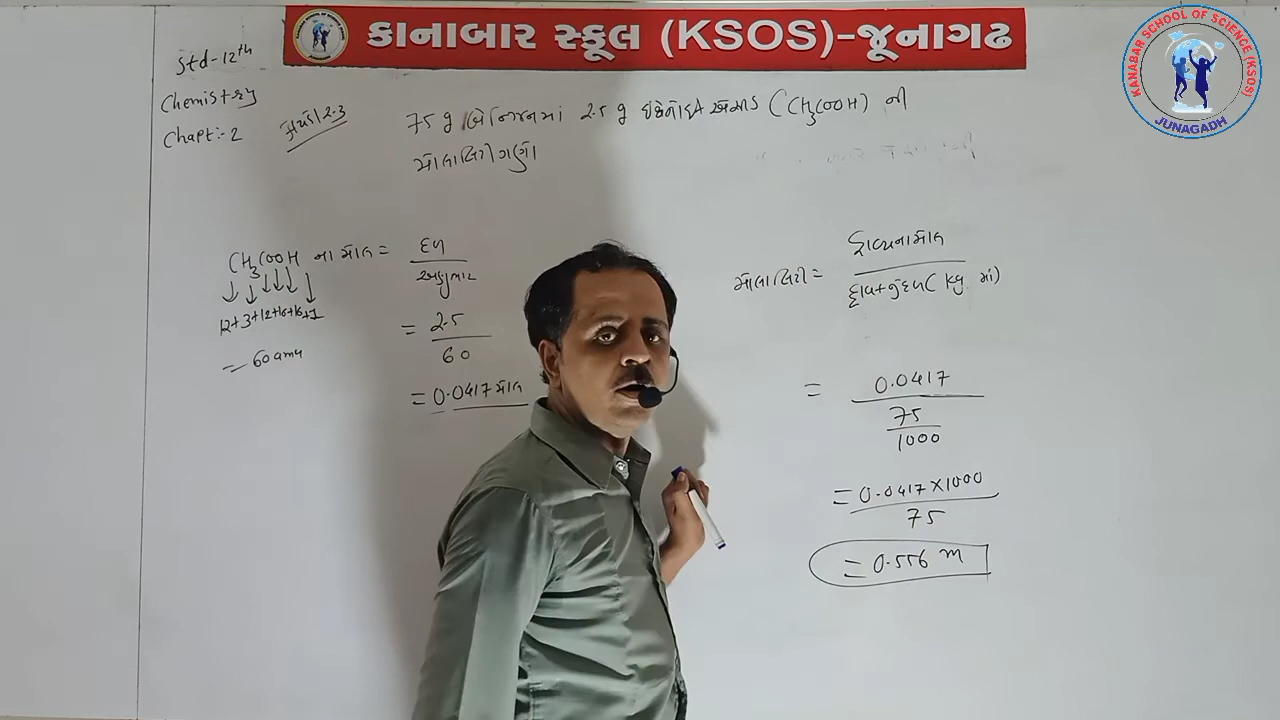 કાનાબાર સ્કૂલ (KSOS)-જૂનાગઢ
KANABAR SCHOOL OF SCIENCE (KSOS)
JUNAGADH
Std-12th
Chemistry
Chapt:-2
2.3
75 g બેન્જિનમાં 2.5 g ઇથેનોઇક એસિડ (CH3COOH) ની
મોલાલિટી ગણો
CH3COOH ના મોલ = દળ
અણુભાર
12+3+12+16+16+1
= 60 amu
= 2.5
60
= 0.0417 મોલ
મોલાલિટી = દ્રાવ્યના મોલ
દ્રાવકનું દળ (kg માં)
= 0.0417
75
1000
= 0.0417 X 1000
75
= 0.556 m